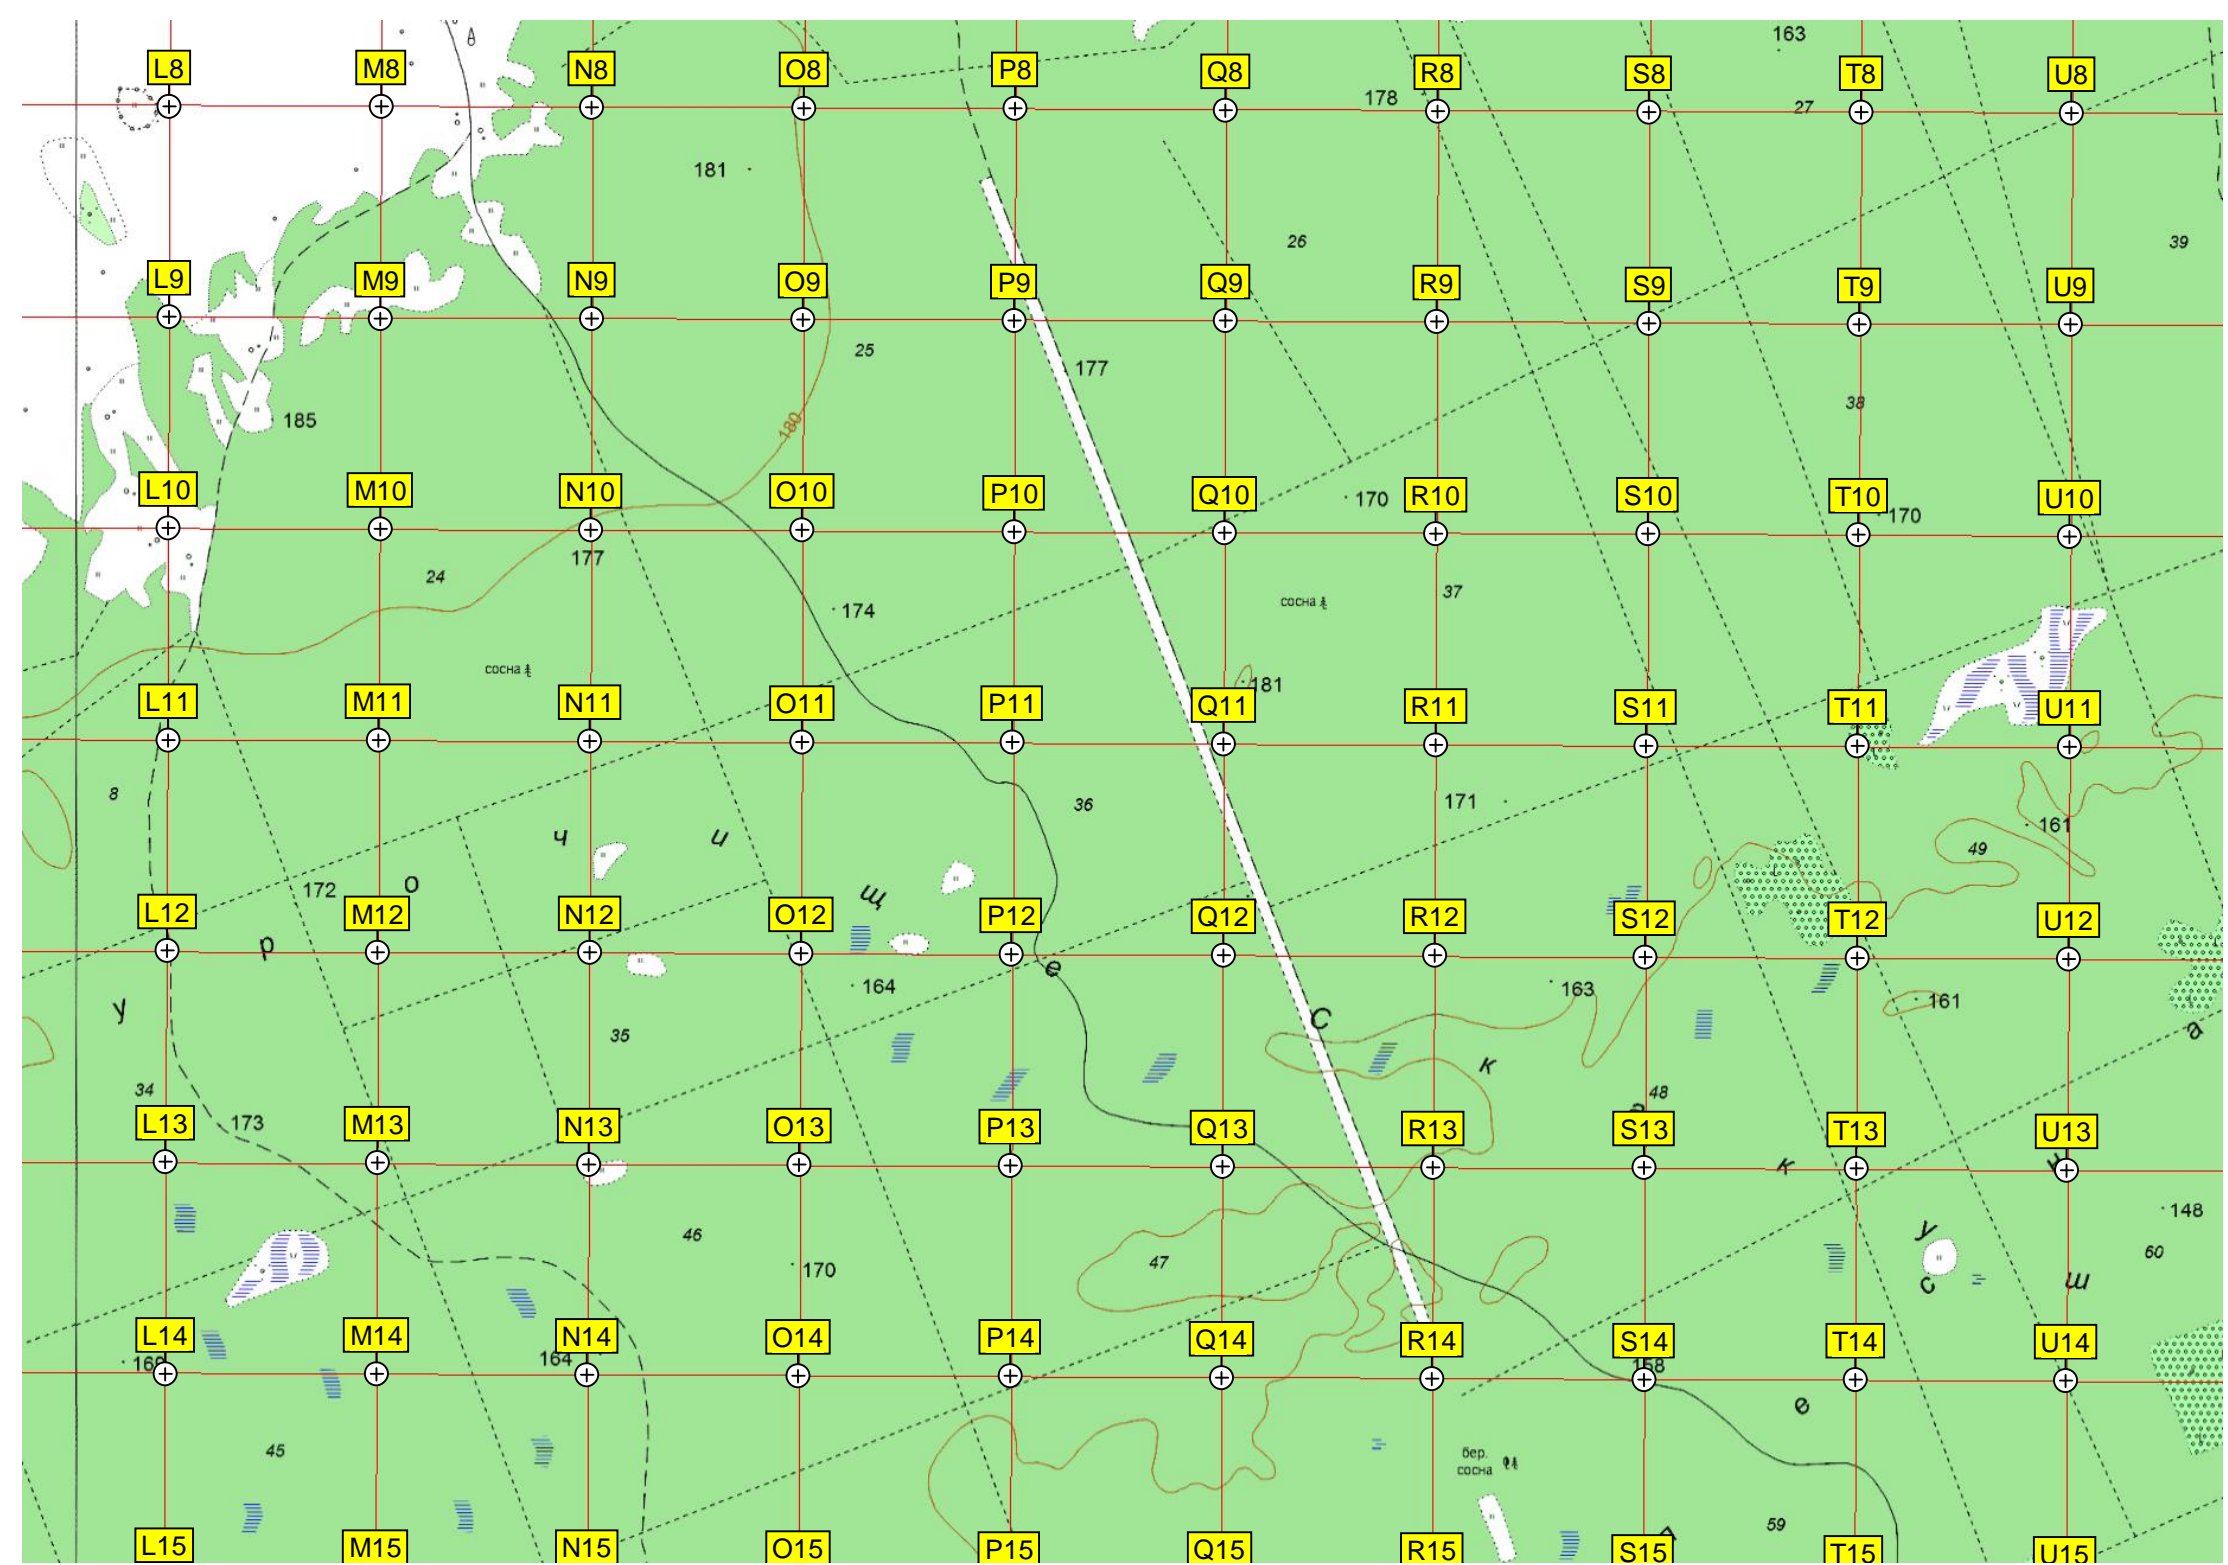 163
L8 M8 N8 O8 P8 Q8 R8 S8 T8 U8
178 27
181
26 39
L9 M9 N9 O9 P9 Q9 R9 S9 T9 U9
25
177
180 38
185
L10 M10 N10 O10 P10 Q10 170 R10 S10 T10 170 U10
177
24 37
174 сосна
сосна
181
L11 M11 N11 O11 P11 Q11 R11 S11 T11 U11
8 36 171
ч и 161
49
172 о щ
L12 M12 N12 O12 P12 Q12 R12 S12 T12 U12
р е
164 163 161
у С а
35 к
34 48
173
L13 M13 N13 O13 P13 Q13 R13 S13 T13 U13
к н
148
46 47 у 60
170 с ш
L14 M14 N14 O14 P14 Q14 R14 S14 T14 U14
169 164 158
е
45 бер.
сосна
59
L15 M15 N15 O15 P15 Q15 R15 S15 T15 U15